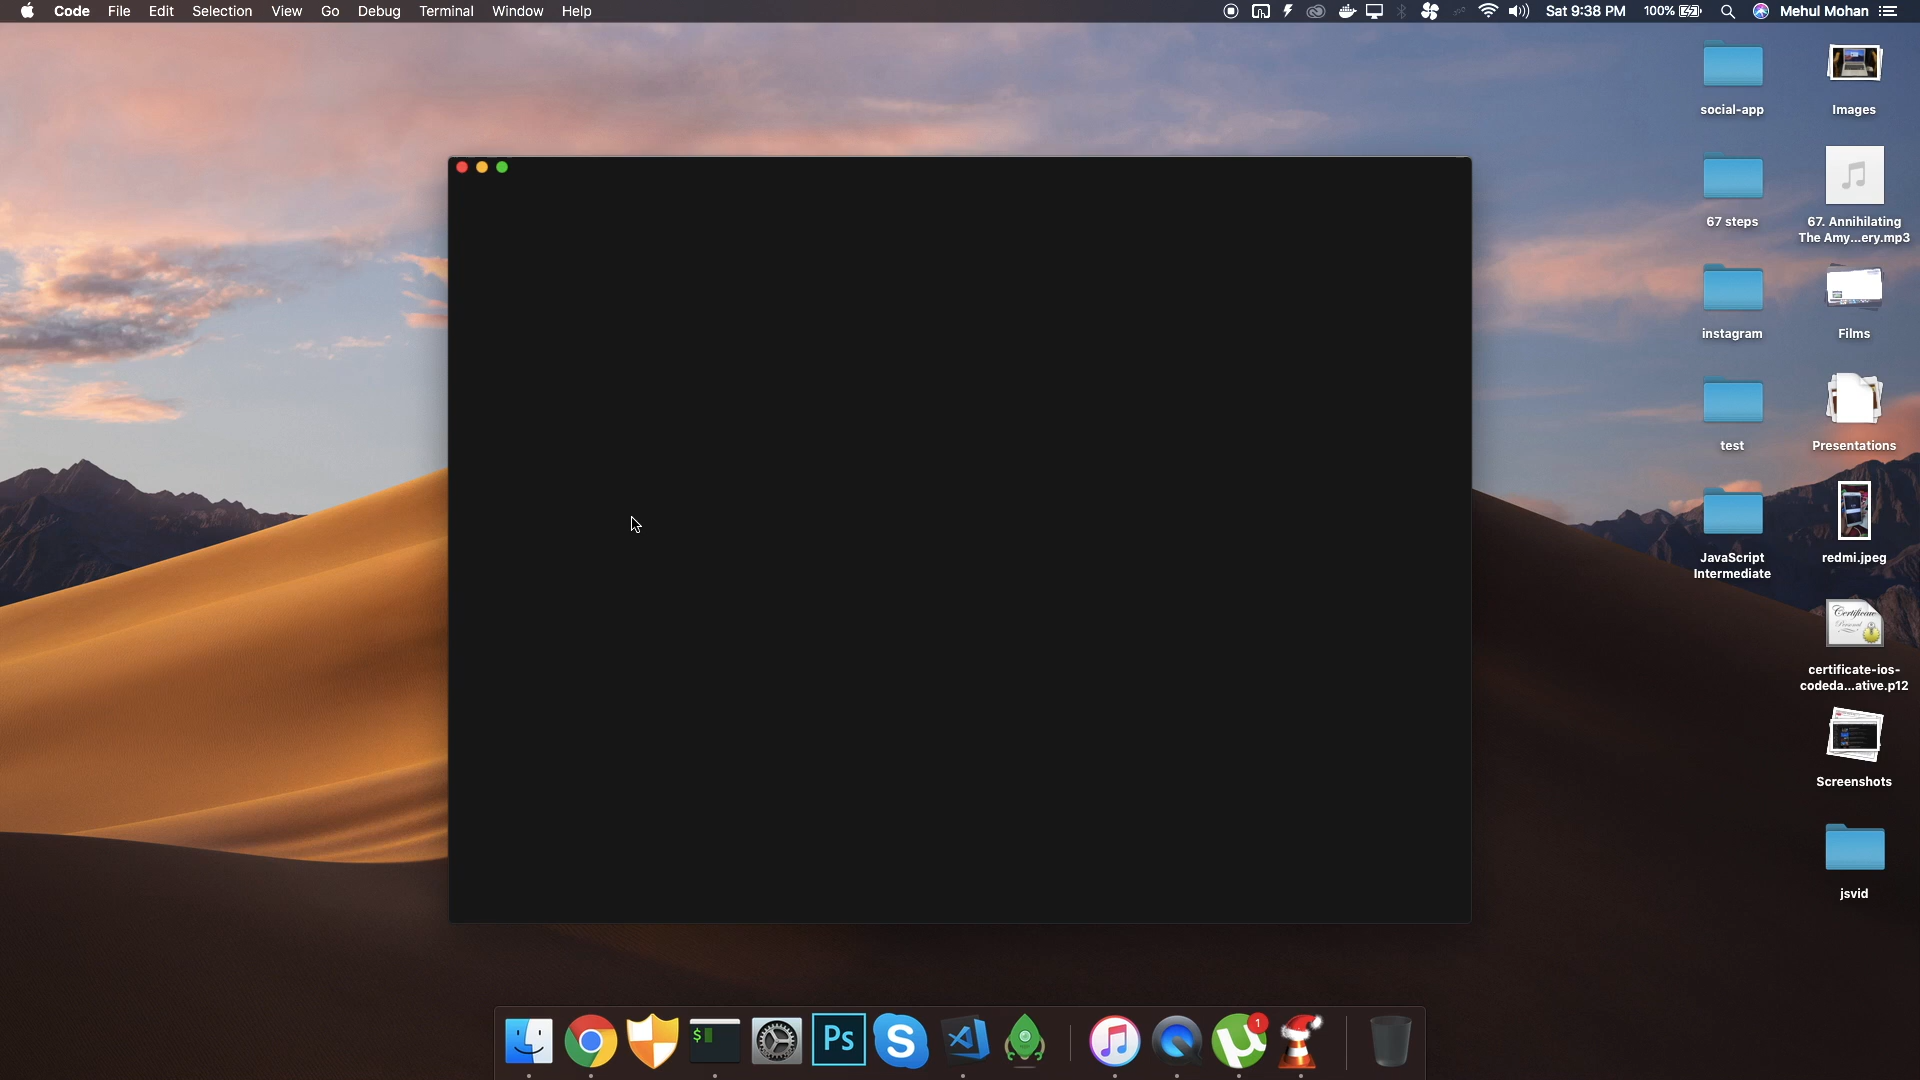 Code File Edit Selection View Go Debug Terminal Window Help
Sat 9:38 PM 100% Mehul Mohan
social-app
Images
67 steps
67. Annihilating
The Amy...ery.mp3
instagram
Films
test
Presentations
JavaScript
Intermediate
redmi.jpeg
Certificate
certificate-ios-
codeda...ative.p12
Screenshots
jsvid
$
Ps
S
1